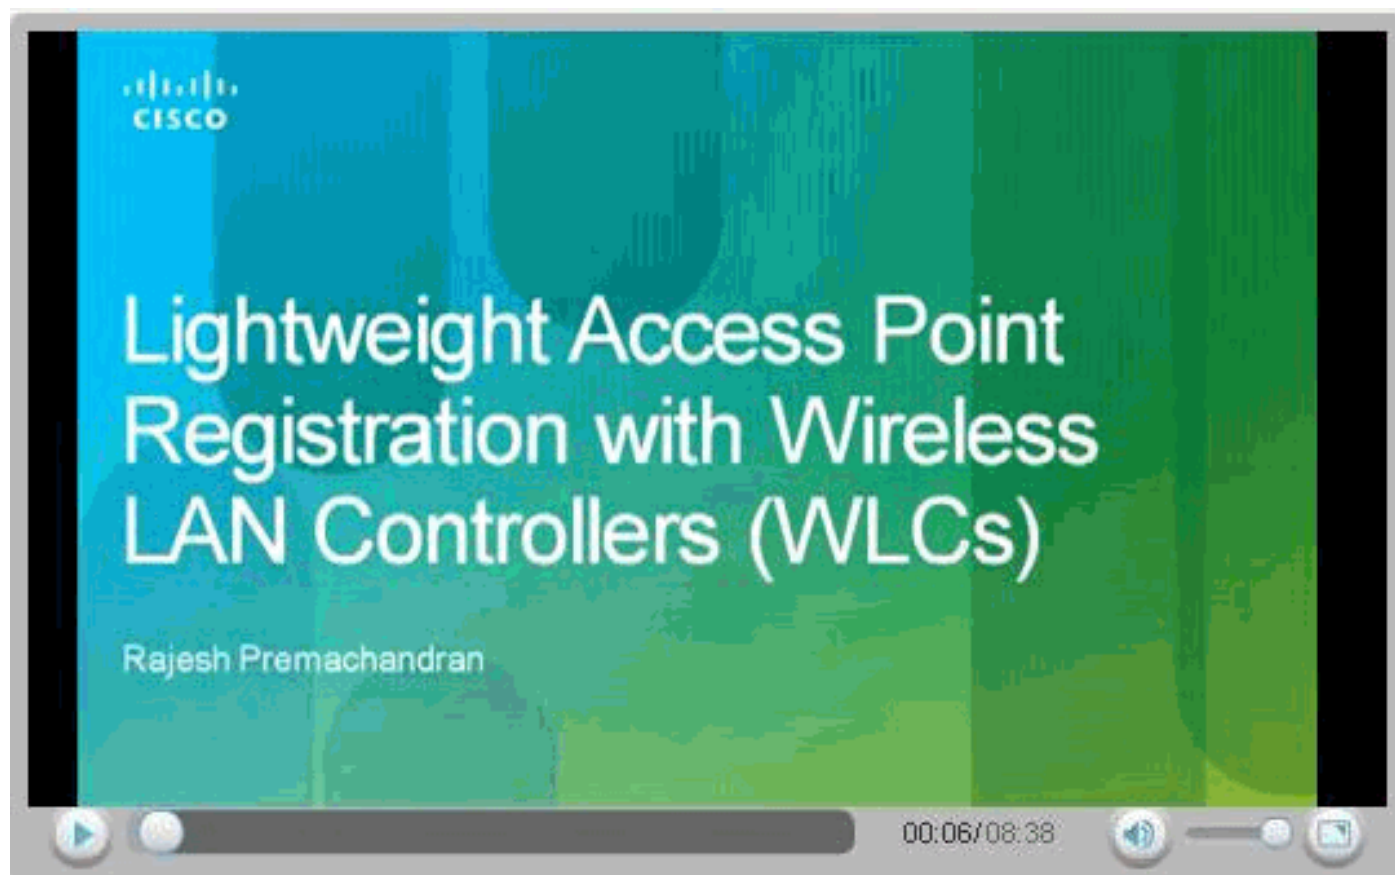 CISCO
Lightweight Access Point
Registration with Wireless
LAN Controllers (WLCs)
Rajesh Premachandran
00:06/08:38